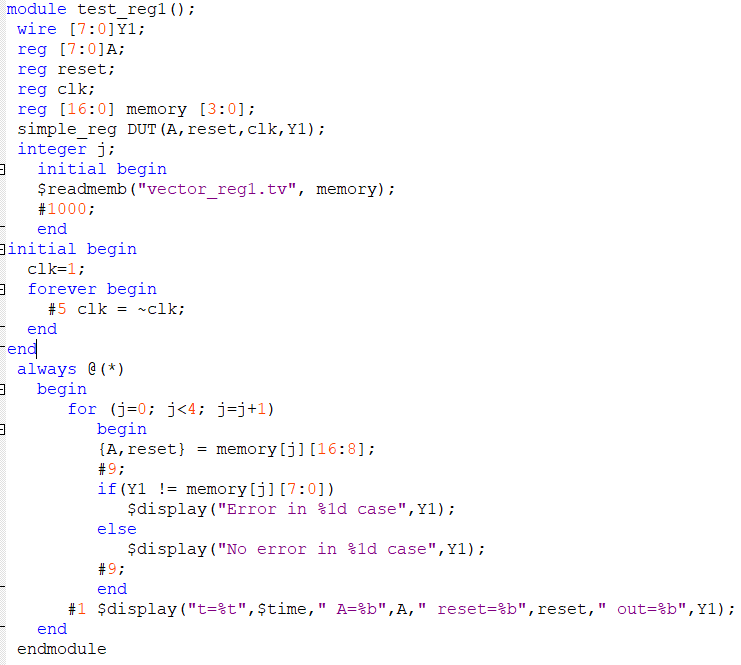 module test_reg1();
wire [7:0]Y1;
reg [7:0]A;
reg reset;
reg clk;
reg [16:0] memory [3:0];
simple_reg DUT(A,reset,clk,Y1);
integer j;
initial begin
$readmemb("vector_reg1.tv", memory);
#1000;
end
initial begin
clk=1;
forever begin
#5 clk = ~clk;
end
end
always @(*)
begin
for (j=0; j<4; j=j+1)
begin
{A,reset} = memory[j][16:8];
#9;
if(Y1 != memory[j][7:0])
$display("Error in %1d case",Y1);
else
$display("No error in %1d case",Y1);
#9;
end
#1 $display("t=%t",$time," A=%b",A," reset=%b",reset," out=%b",Y1);
end
endmodule